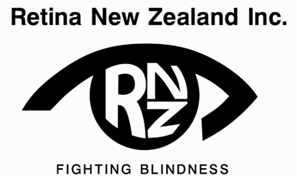 Retina New Zealand Inc.
RNZ
FIGHTING BLINDNESS